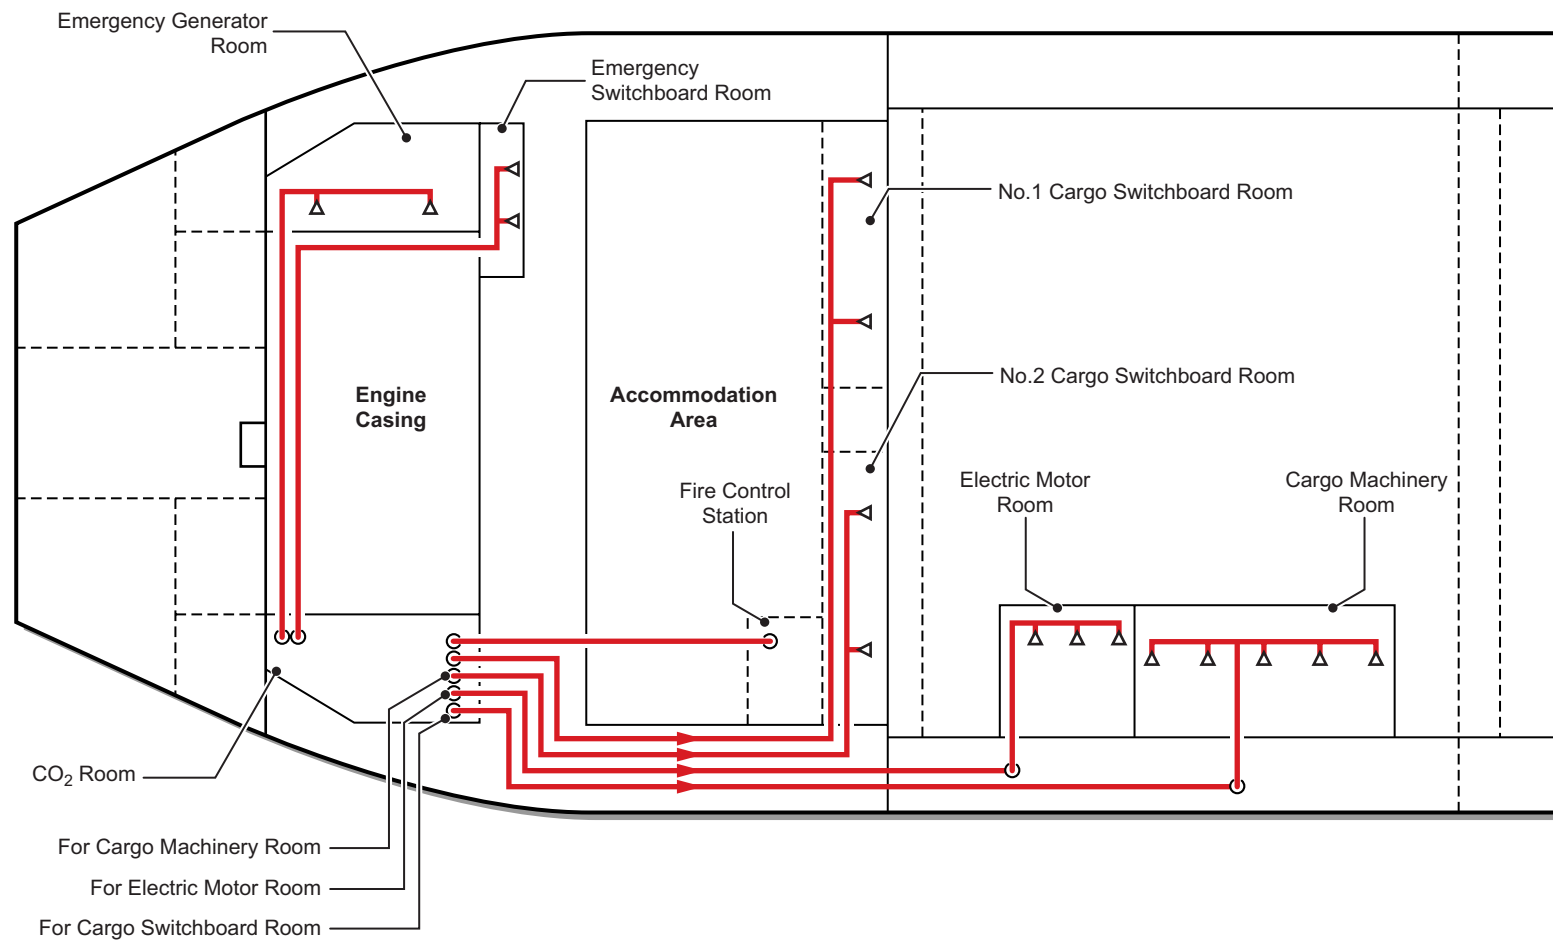 Emergency Generator
Room
Emergency
Switchboard Room
No.1 Cargo Switchboard Room
No.2 Cargo Switchboard Room
Engine
Casing
Accommodation
Area
Fire Control
Station
Electric Motor
Room
Cargo Machinery
Room
CO2 Room
For Cargo Machinery Room
For Electric Motor Room
For Cargo Switchboard Room